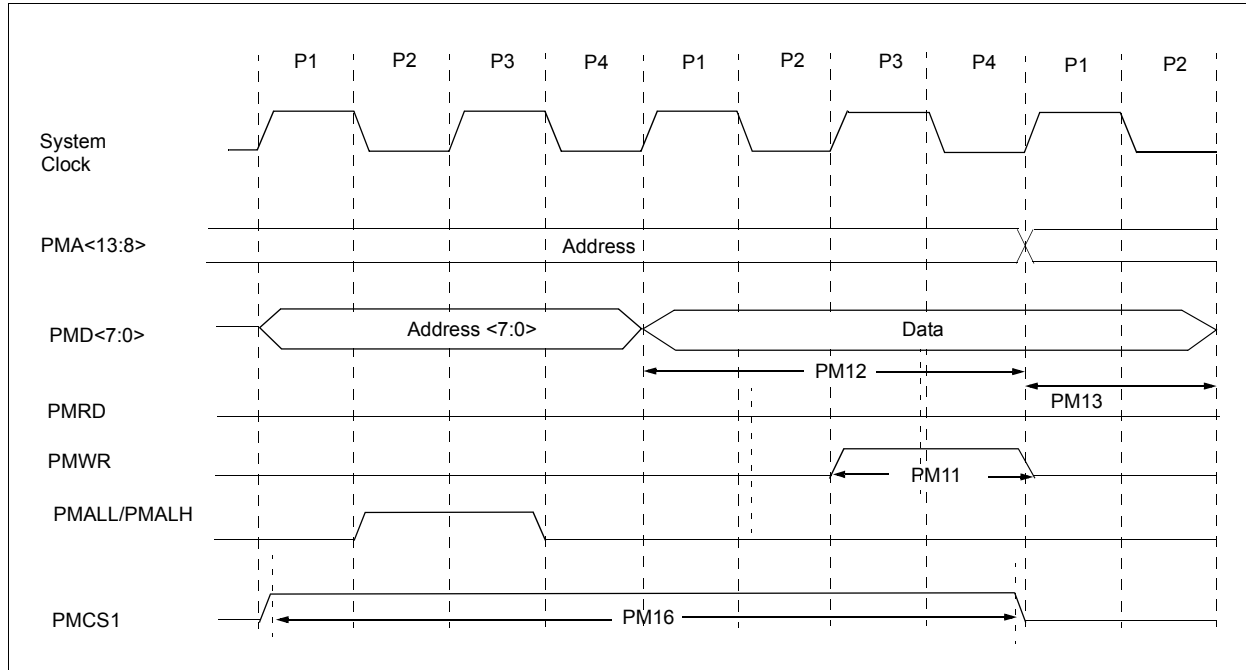 P1 P2 P3 P4 P1 P2 P3 P4 P1 P2
System
Clock
PMA<13:8>
Address
PMD<7:0>
Address <7:0>
Data
PM12
PM13
PMRD
PMWR
PM11
PMALL/PMALH
PMCS1
PM16